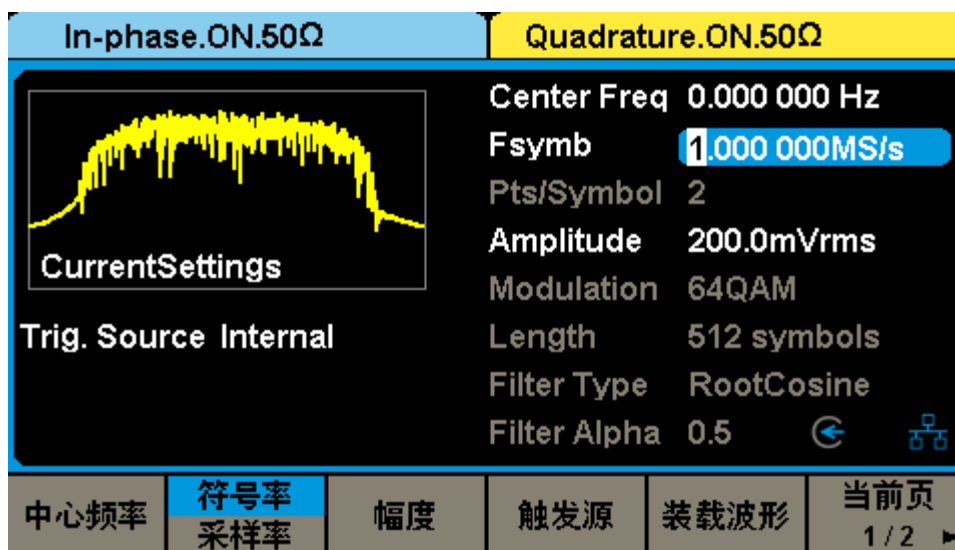 In-phase.ON.50Ω
Quadrature.ON.50Ω
CurrentSettings
Trig. Source Internal
Center Freq 0.000 000 Hz
Fsymb 1.000 000MS/s
Pts/Symbol 2
Amplitude 200.0mVrms
Modulation 64QAM
Length 512 symbols
Filter Type RootCosine
Filter Alpha 0.5
中心频率
符号率
采样率
幅度
触发源
装载波形
当前页
1/2